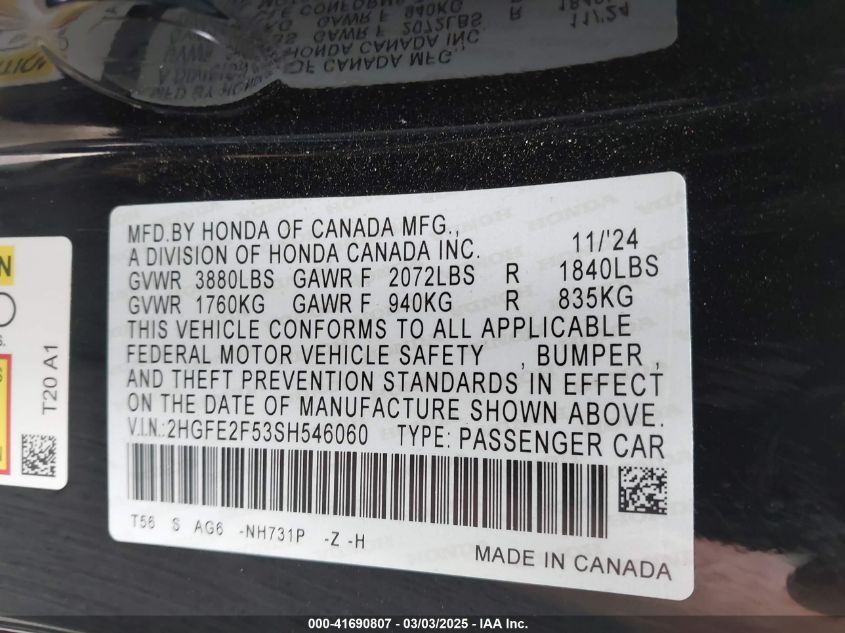 MFD.BY HONDA OF CANADA MFG.,
A DIVISION OF HONDA CANADA INC. 11/'24
GVWR 3880LBS GAWR F 2072LBS R 1840LBS
GVWR 1760KG GAWR F 940KG R 835KG
THIS VEHICLE CONFORMS TO ALL APPLICABLE
FEDERAL MOTOR VEHICLE SAFETY , BUMPER ,
AND THEFT PREVENTION STANDARDS IN EFFECT
ON THE DATE OF MANUFACTURE SHOWN ABOVE.
V.I.N.:2HGFE2F53SH546060 TYPE: PASSENGER CAR
T56 S AG6 -NH731P -Z -H
MADE IN CANADA
T20 A1
000-41690807 - 03/03/2025 - IAA Inc.